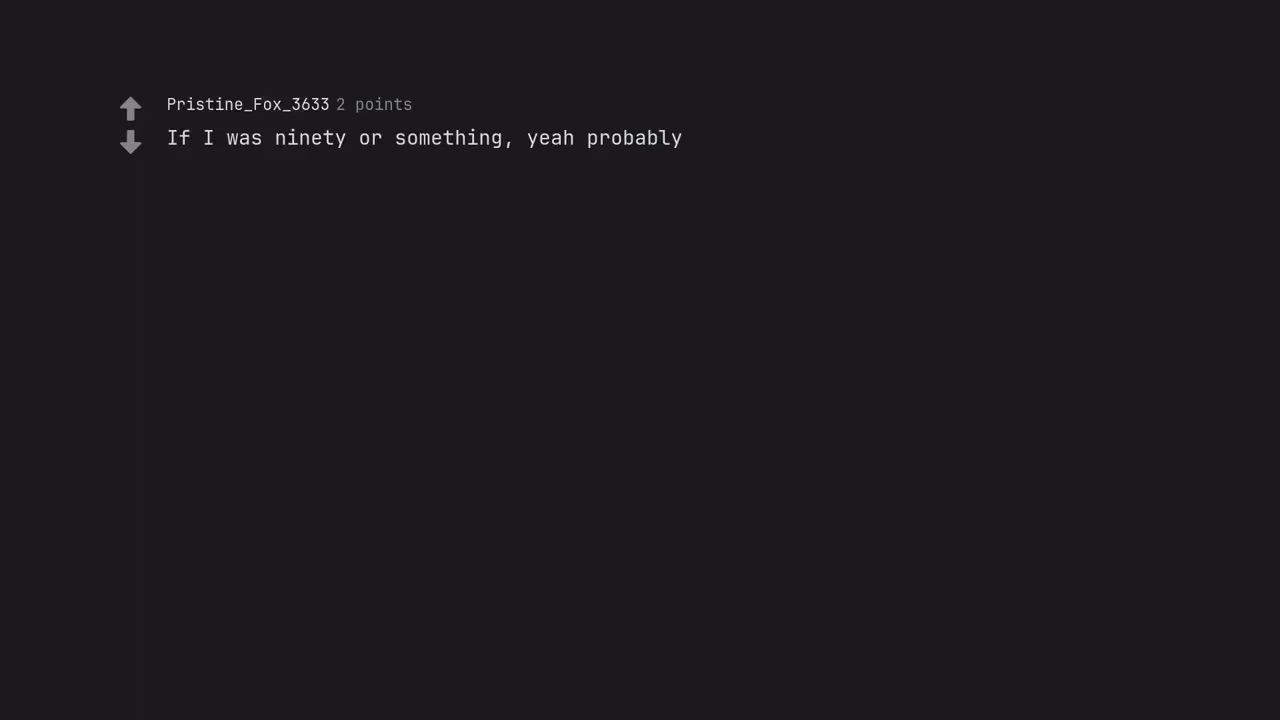 Pristine_Fox_3633 2 points
If I was ninety or something, yeah probably